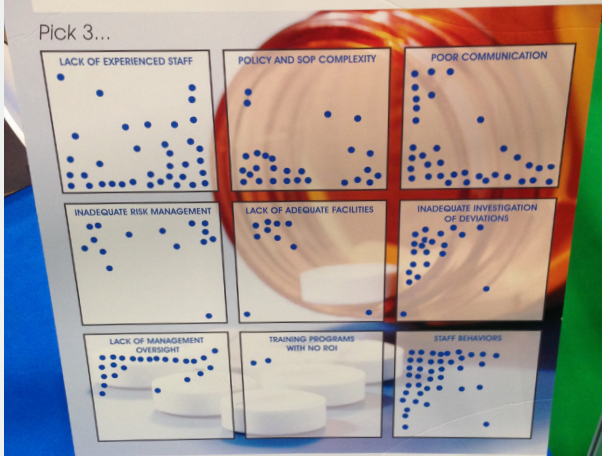 Pick 3...
LACK OF EXPERIENCED STAFF
POLICY AND SOP COMPLEXITY
POOR COMMUNICATION
INADEQUATE RISK MANAGEMENT
LACK OF ADEQUATE FACILITIES
INADEQUATE INVESTIGATION
OF DEVIATIONS
LACK OF MANAGEMENT
OVERSIGHT
TRAINING PROGRAMS
WITH NO ROI
STAFF BEHAVIORS